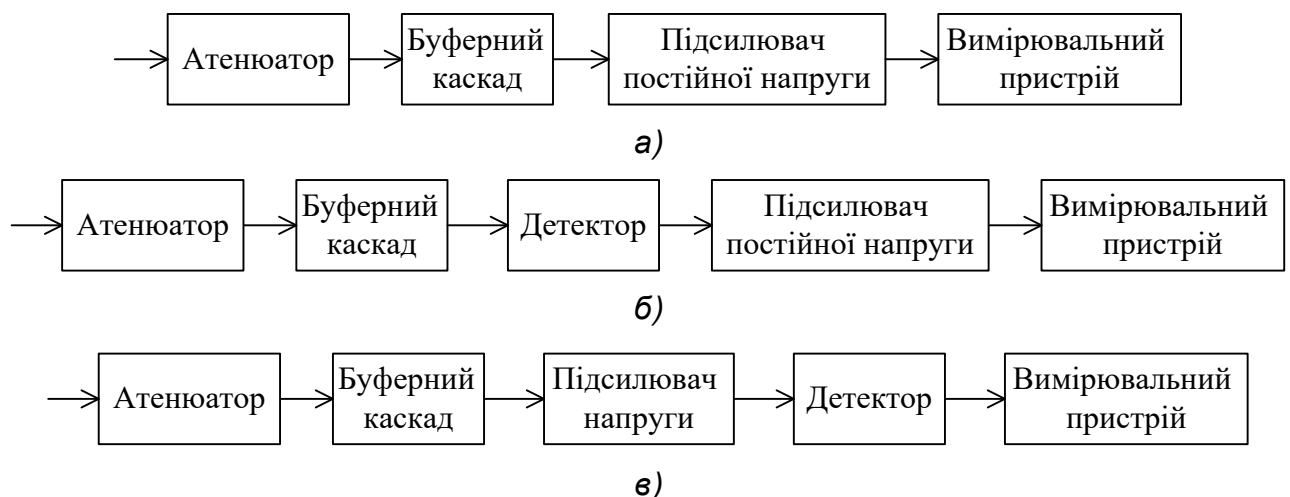 Атенюатор
Буферний
каскад
Підсилювач
постійної напруги
Вимірювальний
пристрій
а)
Атенюатор
Буферний
каскад
Детектор
Підсилювач
постійної напруги
Вимірювальний
пристрій
б)
Атенюатор
Буферний
каскад
Підсилювач
напруги
Детектор
Вимірювальний
пристрій
в)